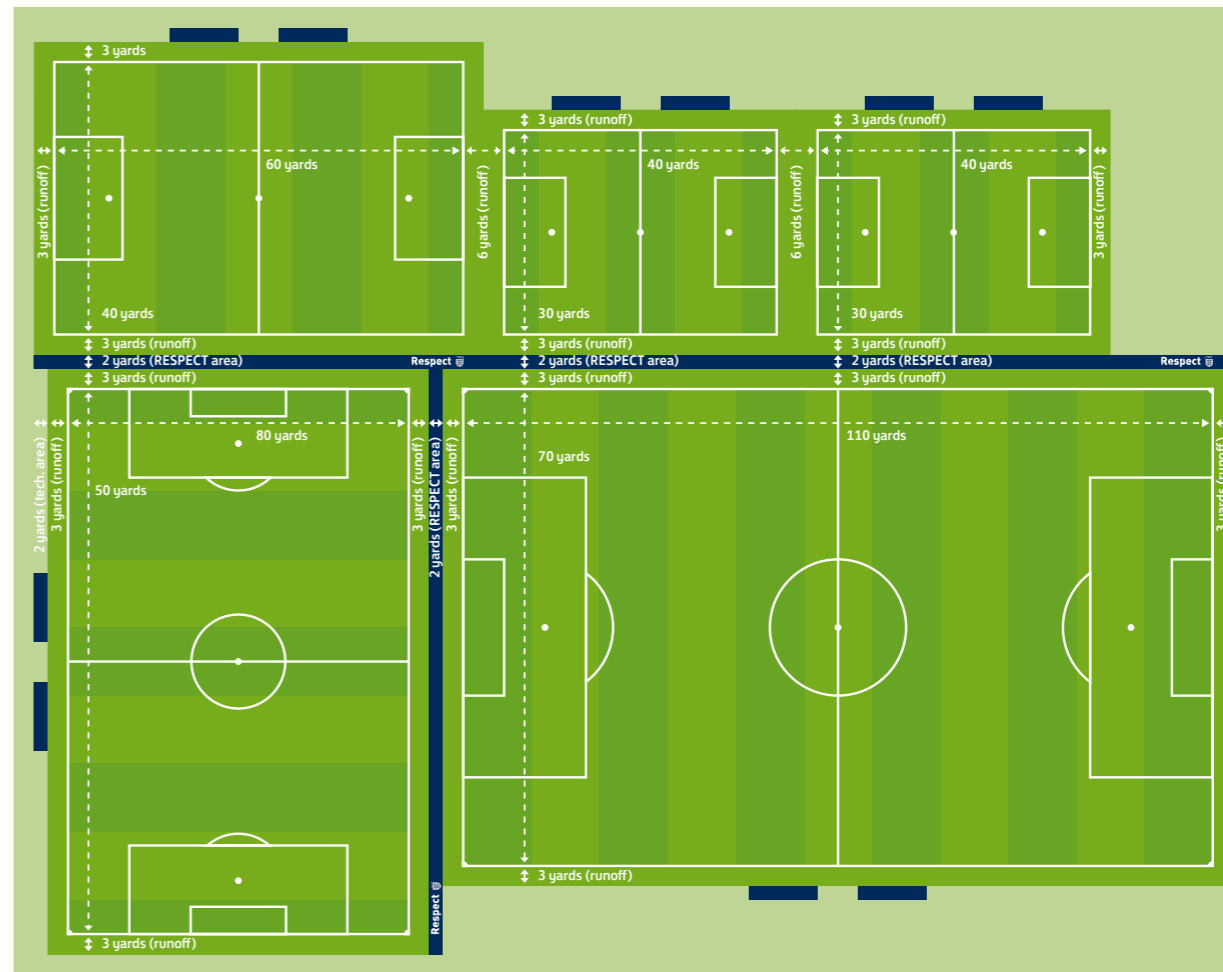 3 yards
3 yards (runoff)
60 yards
40 yards
6 yards (runoff)
3 yards (runoff)
40 yards
30 yards
6 yards (runoff)
3 yards (runoff)
40 yards
30 yards
3 yards (runoff)
3 yards (runoff)
3 yards (runoff)
3 yards (runoff)
2 yards (RESPECT area)
Respect
2 yards (RESPECT area)
2 yards (RESPECT area)
Respect
3 yards (runoff)
3 yards (runoff)
3 yards (runoff)
2 yards (tech. area)
3 yards (runoff)
80 yards
50 yards
3 yards (runoff)
2 yards (RESPECT area)
3 yards (runoff)
70 yards
110 yards
3 yards (runoff)
3 yards (runoff)
Respect
3 yards (runoff)